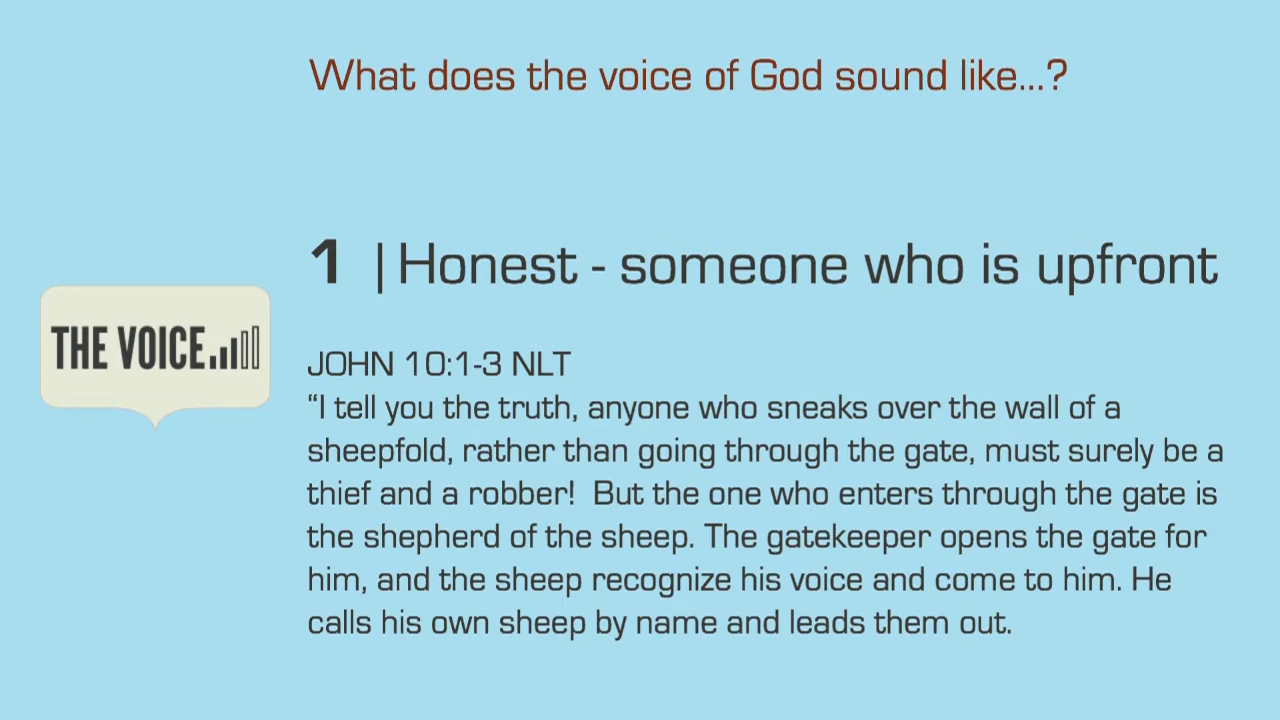 What does the voice of God sound like...?
1 | Honest - someone who is upfront
THE VOICE
JOHN 10:1-3 NLT
“I tell you the truth, anyone who sneaks over the wall of a
sheepfold, rather than going through the gate, must surely be a
thief and a robber!  But the one who enters through the gate is
the shepherd of the sheep. The gatekeeper opens the gate for
him, and the sheep recognize his voice and come to him. He
calls his own sheep by name and leads them out.